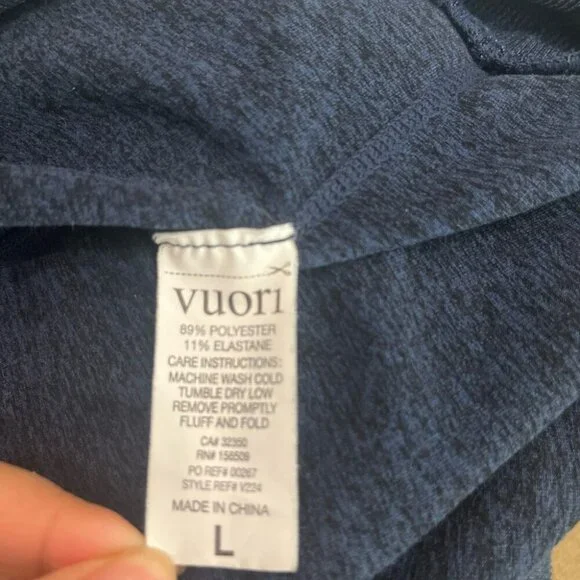 vuori
89% POLYESTER
11% ELASTANE
CARE INSTRUCTIONS:
MACHINE WASH COLD
TUMBLE DRY LOW
REMOVE PROMPTLY
FLUFF AND FOLD
CA# 32350
RN# 156509
PO REF# 00267
STYLE REF# V224
MADE IN CHINA
L